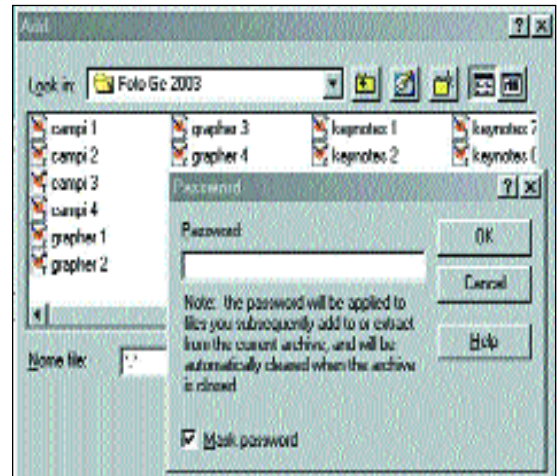 Add
Look in: Foto Ge 2003
campi 1 grapher 3 keynotes 1 keynotes 7
campi 2 grapher 4 keynotes 2 keynotes
campi 3
campi 4
grapher 1
grapher 2
Password
Password:
OK
Cancel
Help
Note: the password will be applied to
files you subsequently add to or extract
from the current archive, and will be
automatically cleared when the archive
is closed
Mask password
Nome file: *.*